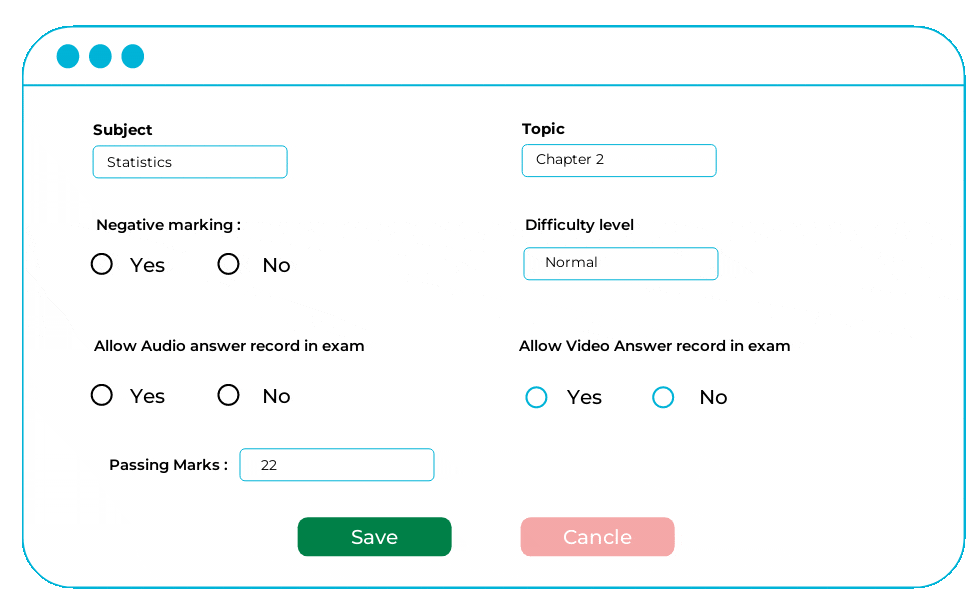 Subject Topic
Statistics Chapter 2
Negative marking : Difficulty level
Yes No Normal
Allow Audio answer record in exam Allow Video Answer record in exam
Yes No Yes No
Passing Marks : 22
Save Cancle